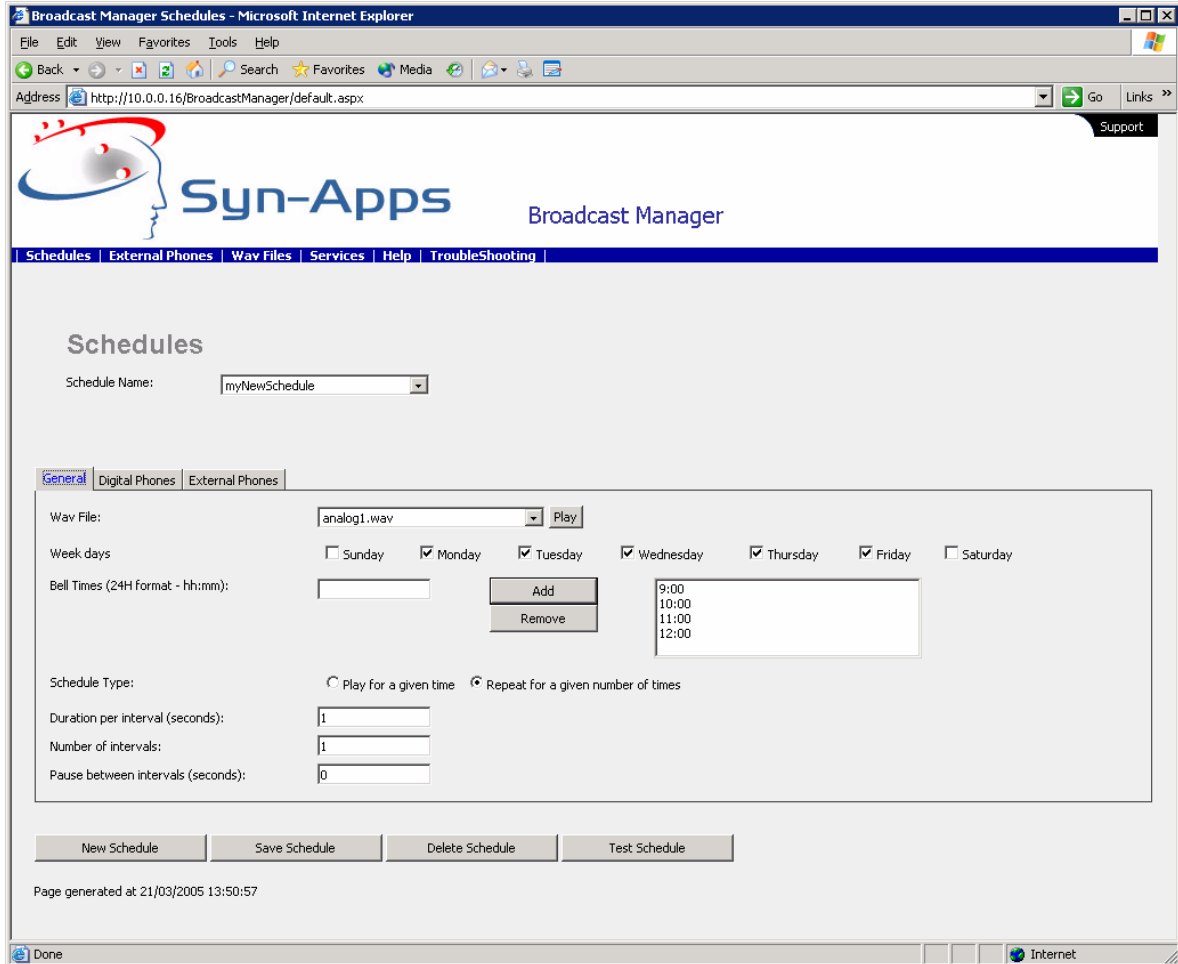 Broadcast Manager Schedules - Microsoft Internet Explorer
File Edit View Favorites Tools Help
Back Search Favorites Media
Address http://10.0.0.16/BroadcastManager/default.aspx Go Links »
Support
Syn-Apps
Broadcast Manager
| Schedules | External Phones | Wav Files | Services | Help | TroubleShooting |
Schedules
Schedule Name: myNewSchedule
General Digital Phones External Phones
Wav File: analog1.wav Play
Week days Sunday Monday Tuesday Wednesday Thursday Friday Saturday
Bell Times (24H format - hh:mm): Add
Remove
9:00
10:00
11:00
12:00
Schedule Type: Play for a given time Repeat for a given number of times
Duration per interval (seconds): 1
Number of intervals: 1
Pause between intervals (seconds): 0
New Schedule Save Schedule Delete Schedule Test Schedule
Page generated at 21/03/2005 13:50:57
Done Internet